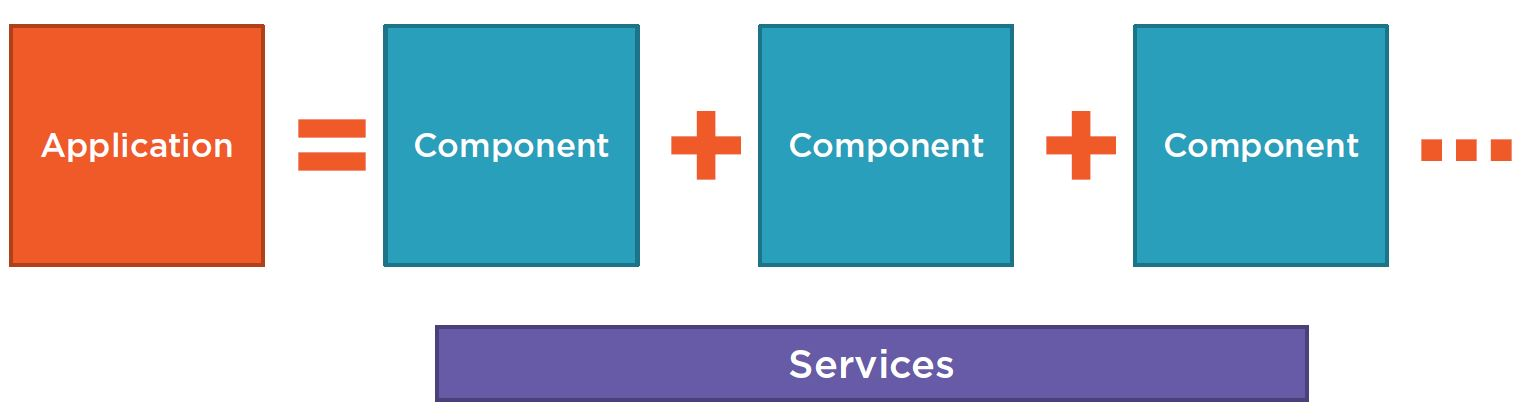 Application = Component + Component + Component ...
Services